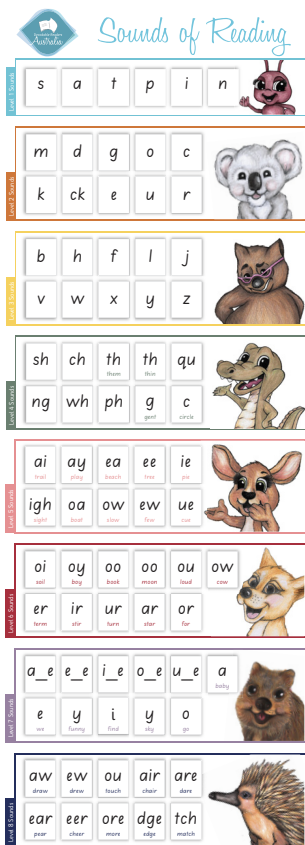 Australia
Sounds of Reading
Level 1 Sounds
s a t p i n
Level 2 Sounds
m d g o c
k ck e u r
Level 3 Sounds
b h f l j
v w x y z
Level 4 Sounds
sh ch th th qu
them thin
ng wh ph g c
gent circle
Level 5 Sounds
ai ay ea ee ie
trail play beach tree pie
igh oa ow ew ue
sight boat slow few cue
Level 6 Sounds
oi oy oo oo ou ow
soil boy book moon loud cow
er ir ur ar or
term stir turn star for
Level 7 Sounds
a_e e_e i_e o_e u_e a
baby
e y i y o
we funny find sky go
Level 8 Sounds
aw ew ou air are
draw drew touch chair dare
ear eer ore dge tch
pear cheer more edge match